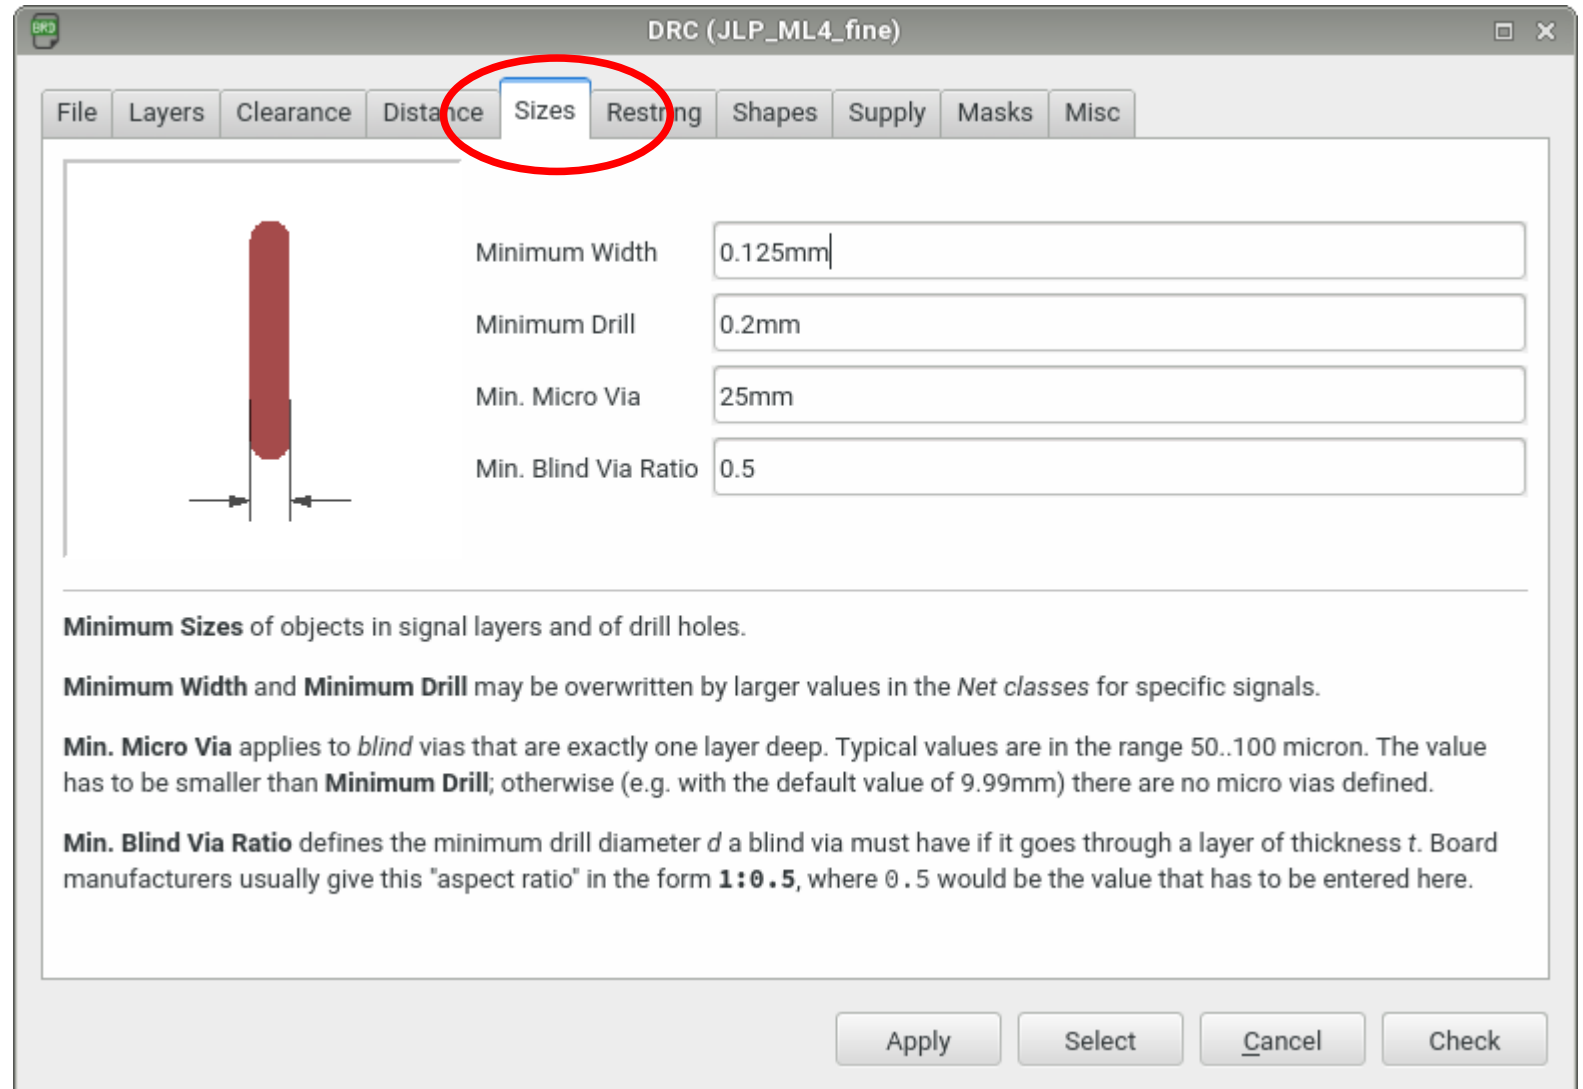 BRD
DRC (JLP_ML4_fine)
File Layers Clearance Distance Sizes Restring Shapes Supply Masks Misc
Minimum Width 0.125mm
Minimum Drill 0.2mm
Min. Micro Via 25mm
Min. Blind Via Ratio 0.5
Minimum Sizes of objects in signal layers and of drill holes.
Minimum Width and Minimum Drill may be overwritten by larger values in the Net classes for specific signals.
Min. Micro Via applies to blind vias that are exactly one layer deep. Typical values are in the range 50..100 micron. The value
has to be smaller than Minimum Drill; otherwise (e.g. with the default value of 9.99mm) there are no micro vias defined.
Min. Blind Via Ratio defines the minimum drill diameter d a blind via must have if it goes through a layer of thickness t. Board
manufacturers usually give this "aspect ratio" in the form 1:0.5, where 0.5 would be the value that has to be entered here.
Apply Select Cancel Check